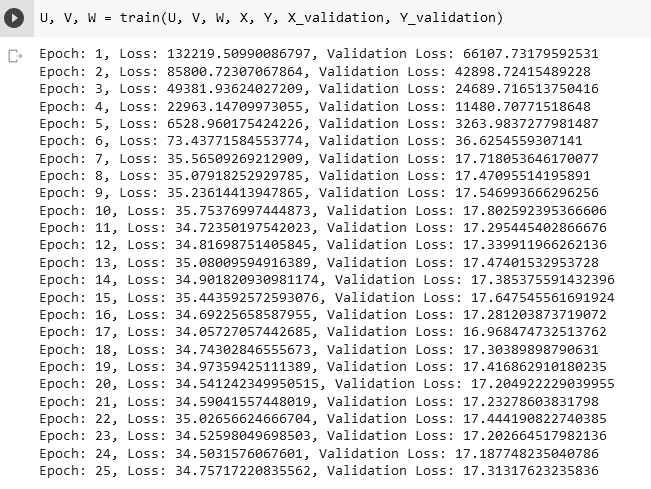 U, V, W = train(U, V, W, X, Y, X_validation, Y_validation)
Epoch: 1, Loss: 132219.50990086797, Validation Loss: 66107.73179592531
Epoch: 2, Loss: 85800.72307067864, Validation Loss: 42898.72415489228
Epoch: 3, Loss: 49381.93624027209, Validation Loss: 24689.716513750416
Epoch: 4, Loss: 22963.14709973055, Validation Loss: 11480.70771518648
Epoch: 5, Loss: 6528.960175424226, Validation Loss: 3263.9837277981487
Epoch: 6, Loss: 73.43771584553774, Validation Loss: 36.6254559307141
Epoch: 7, Loss: 35.56509269212909, Validation Loss: 17.718053646170077
Epoch: 8, Loss: 35.07918252929785, Validation Loss: 17.47095514195891
Epoch: 9, Loss: 35.23614413947865, Validation Loss: 17.546993666296256
Epoch: 10, Loss: 35.75376997444873, Validation Loss: 17.802592395366606
Epoch: 11, Loss: 34.72350197542023, Validation Loss: 17.295445402866676
Epoch: 12, Loss: 34.81698751405845, Validation Loss: 17.339911966262136
Epoch: 13, Loss: 35.08009594916389, Validation Loss: 17.47401532953728
Epoch: 14, Loss: 34.901820930981174, Validation Loss: 17.385375591432396
Epoch: 15, Loss: 35.443592572593076, Validation Loss: 17.647545561691924
Epoch: 16, Loss: 34.69225658587955, Validation Loss: 17.281203873719072
Epoch: 17, Loss: 34.05727057442685, Validation Loss: 16.968474732513762
Epoch: 18, Loss: 34.74302846555673, Validation Loss: 17.30389898790631
Epoch: 19, Loss: 34.97359425111389, Validation Loss: 17.416862910180235
Epoch: 20, Loss: 34.541242349950515, Validation Loss: 17.204922229039955
Epoch: 21, Loss: 34.59041557448019, Validation Loss: 17.23278603831798
Epoch: 22, Loss: 35.02656624666704, Validation Loss: 17.444190822740385
Epoch: 23, Loss: 34.52598049698503, Validation Loss: 17.202664517982136
Epoch: 24, Loss: 34.5031576067601, Validation Loss: 17.187748235040786
Epoch: 25, Loss: 34.75717220835562, Validation Loss: 17.31317623235836